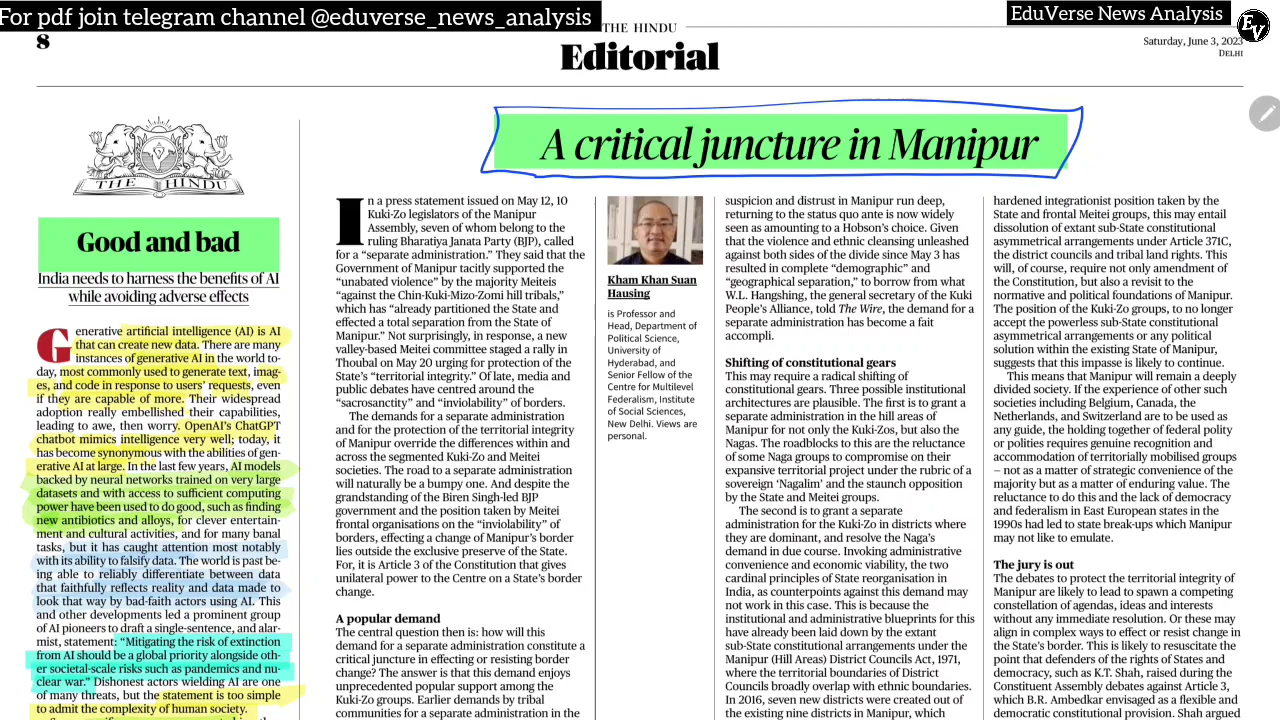 For pdf join telegram channel @eduverse_news_analysis
EduVerse News Analysis
EV
8
THE HINDU
Editorial
Saturday, June 3, 2023
DELHI
THE HINDU
Good and bad
India needs to harness the benefits of AI
while avoiding adverse effects
Generative artificial intelligence (AI) is AI
that can create new data. There are many
instances of generative AI in the world to-
day, most commonly used to generate text, imag-
es, and code in response to users' requests, even
if they are capable of more. Their widespread
adoption really embellished their capabilities,
leading to awe, then worry. OpenAI's ChatGPT
chatbot mimics intelligence very well; today, it
has become synonymous with the abilities of gen-
erative AI at large. In the last few years, AI models
backed by neural networks trained on very large
datasets and with access to sufficient computing
power have been used to do good, such as finding
new antibiotics and alloys, for clever entertain-
ment and cultural activities, and for many banal
tasks, but it has caught attention most notably
with its ability to falsify data. The world is past be-
ing able to reliably differentiate between data
that faithfully reflects reality and data made to
look that way by bad-faith actors using AI. This
and other developments led a prominent group
of AI pioneers to draft a single-sentence, and alar-
mist, statement: “Mitigating the risk of extinction
from AI should be a global priority alongside oth-
er societal-scale risks such as pandemics and nu-
clear war.” Dishonest actors wielding AI are one
of many threats, but the statement is too simple
to admit the complexity of human society.
A critical juncture in Manipur
In a press statement issued on May 12, 10
Kuki-Zo legislators of the Manipur
Assembly, seven of whom belong to the
ruling Bharatiya Janata Party (BJP), called
for a “separate administration.” They said that the
Government of Manipur tacitly supported the
“unabated violence” by the majority Meiteis
“against the Chin-Kuki-Mizo-Zomi hill tribals,”
which has “already partitioned the State and
effected a total separation from the State of
Manipur.” Not surprisingly, in response, a new
valley-based Meitei committee staged a rally in
Thoubal on May 20 urging for protection of the
State's “territorial integrity.” Of late, media and
public debates have centred around the
“sacrosanctity” and “inviolability” of borders.
The demands for a separate administration
and for the protection of the territorial integrity
of Manipur override the differences within and
across the segmented Kuki-Zo and Meitei
societies. The road to a separate administration
will naturally be a bumpy one. And despite the
grandstanding of the Biren Singh-led BJP
government and the position taken by Meitei
frontal organisations on the “inviolability” of
borders, effecting a change of Manipur's border
lies outside the exclusive preserve of the State.
For, it is Article 3 of the Constitution that gives
unilateral power to the Centre on a State's border
change.
A popular demand
The central question then is: how will this
demand for a separate administration constitute a
critical juncture in effecting or resisting border
change? The answer is that this demand enjoys
unprecedented popular support among the
Kuki-Zo groups. Earlier demands by tribal
communities for a separate administration in the
Kham Khan Suan
Hausing
is Professor and
Head, Department of
Political Science,
University of
Hyderabad, and
Senior Fellow of the
Centre for Multilevel
Federalism, Institute
of Social Sciences,
New Delhi. Views are
personal.
suspicion and distrust in Manipur run deep,
returning to the status quo ante is now widely
seen as amounting to a Hobson's choice. Given
that the violence and ethnic cleansing unleashed
against both sides of the divide since May 3 has
resulted in complete “demographic” and
“geographical separation,” to borrow from what
W.L. Hangshing, the general secretary of the Kuki
People's Alliance, told The Wire, the demand for a
separate administration has become a fait
accompli.
Shifting of constitutional gears
This may require a radical shifting of
constitutional gears. Three possible institutional
architectures are plausible. The first is to grant a
separate administration in the hill areas of
Manipur for not only the Kuki-Zos, but also the
Nagas. The roadblocks to this are the reluctance
of some Naga groups to compromise on their
expansive territorial project under the rubric of a
sovereign ‘Nagalim’ and the staunch opposition
by the State and Meitei groups.
The second is to grant a separate
administration for the Kuki-Zo in districts where
they are dominant, and resolve the Naga's
demand in due course. Invoking administrative
convenience and economic viability, the two
cardinal principles of State reorganisation in
India, as counterpoints against this demand may
not work in this case. This is because the
institutional and administrative blueprints for this
have already been laid down by the extant
sub-State constitutional arrangements under the
Manipur (Hill Areas) District Councils Act, 1971,
where the territorial boundaries of District
Councils broadly overlap with ethnic boundaries.
In 2016, seven new districts were created out of
the existing nine districts in Manipur, which
hardened integrationist position taken by the
State and frontal Meitei groups, this may entail
dissolution of extant sub-State constitutional
asymmetrical arrangements under Article 371C,
the district councils and tribal land rights. This
will, of course, require not only amendment of
the Constitution, but also a revisit to the
normative and political foundations of Manipur.
The position of the Kuki-Zo groups, to no longer
accept the powerless sub-State constitutional
asymmetrical arrangements or any political
solution within the existing State of Manipur,
suggests that this impasse is likely to continue.
This means that Manipur will remain a deeply
divided society. If the experience of other such
societies including Belgium, Canada, the
Netherlands, and Switzerland are to be used as
any guide, the holding together of federal polity
or polities requires genuine recognition and
accommodation of territorially mobilised groups
– not as a matter of strategic convenience of the
majority but as a matter of enduring value. The
reluctance to do this and the lack of democracy
and federalism in East European states in the
1990s had led to state break-ups which Manipur
may not like to emulate.
The jury is out
The debates to protect the territorial integrity of
Manipur are likely to lead to spawn a competing
constellation of agendas, ideas and interests
without any immediate resolution. Or these may
align in complex ways to effect or resist change in
the State's border. This is likely to resuscitate the
point that defenders of the rights of States and
democracy, such as K.T. Shah, raised during the
Constituent Assembly debates against Article 3,
which B.R. Ambedkar envisaged as a flexible and
democratic constitutional provision. Shah argued